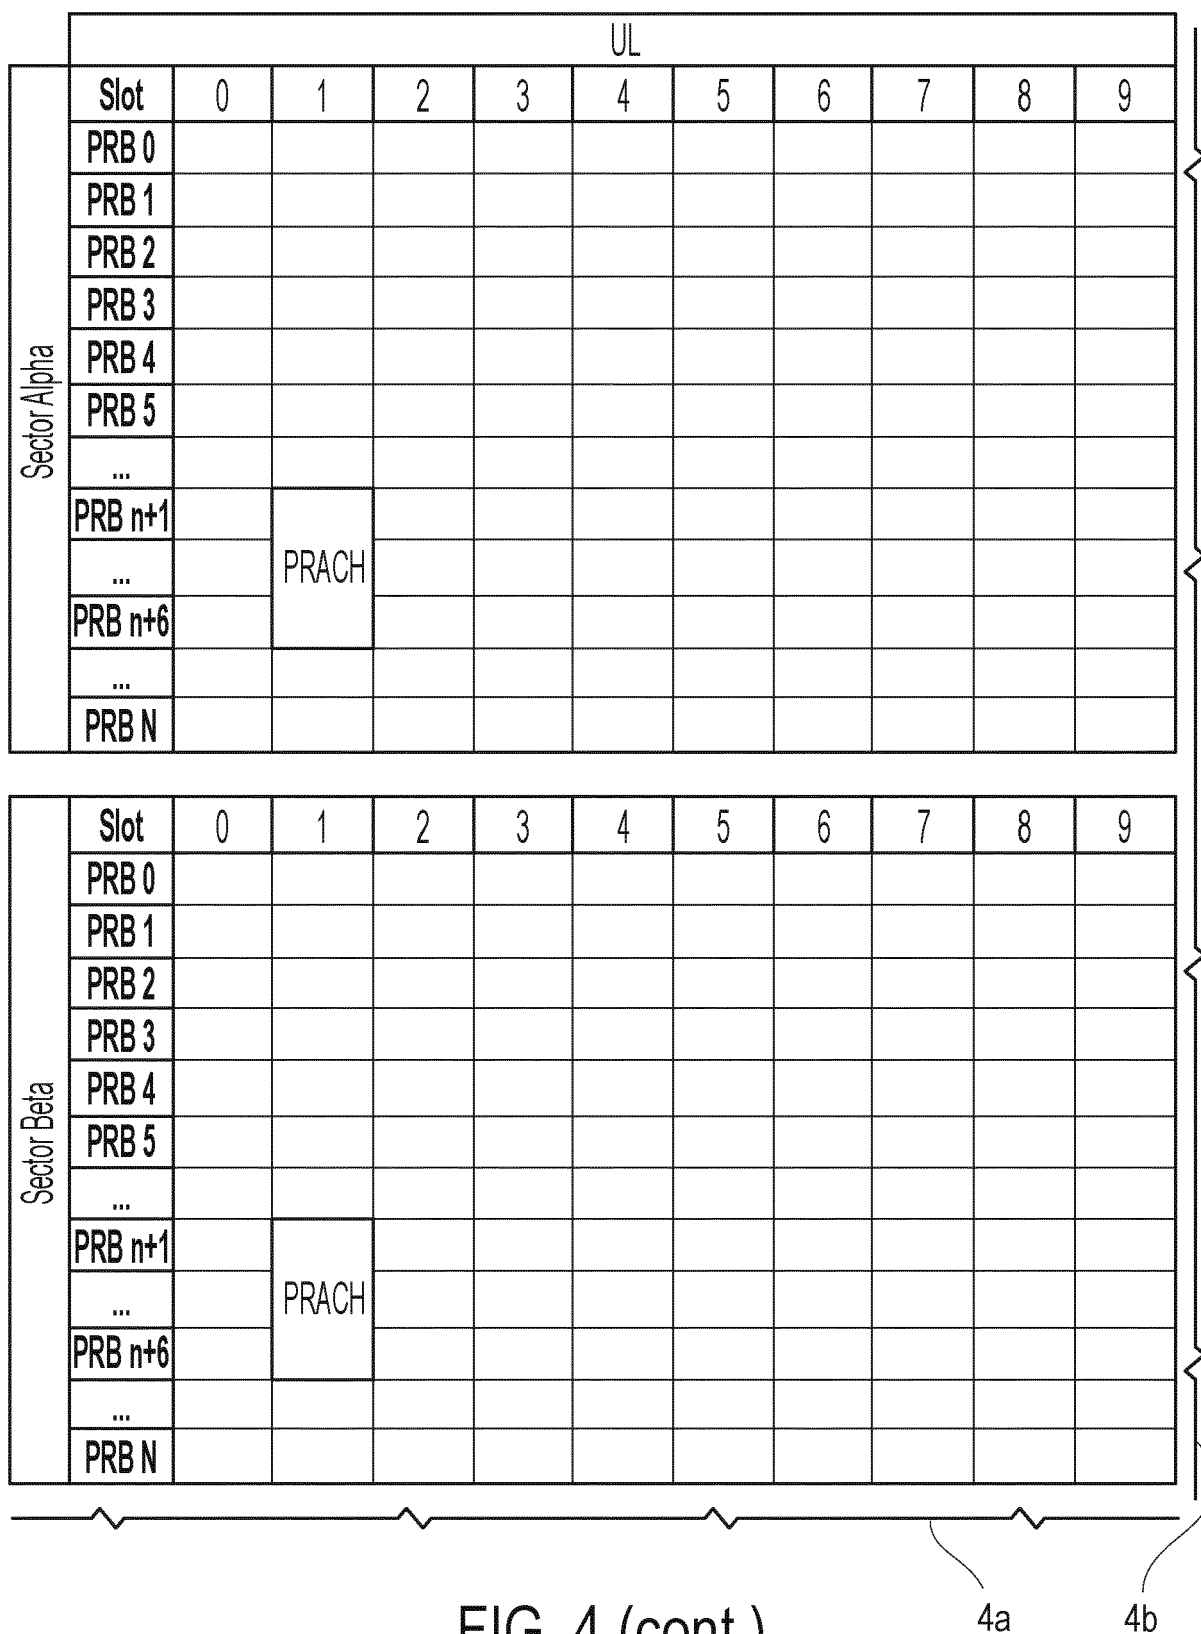 UL
Sector Alpha
Slot 0 1 2 3 4 5 6 7 8 9
PRB 0
PRB 1
PRB 2
PRB 3
PRB 4
PRB 5
...
PRB n+1
... PRACH
PRB n+6
...
PRB N
Sector Beta
Slot 0 1 2 3 4 5 6 7 8 9
PRB 0
PRB 1
PRB 2
PRB 3
PRB 4
PRB 5
...
PRB n+1
... PRACH
PRB n+6
...
PRB N
4a 4b
FIG. 4 (cont.)